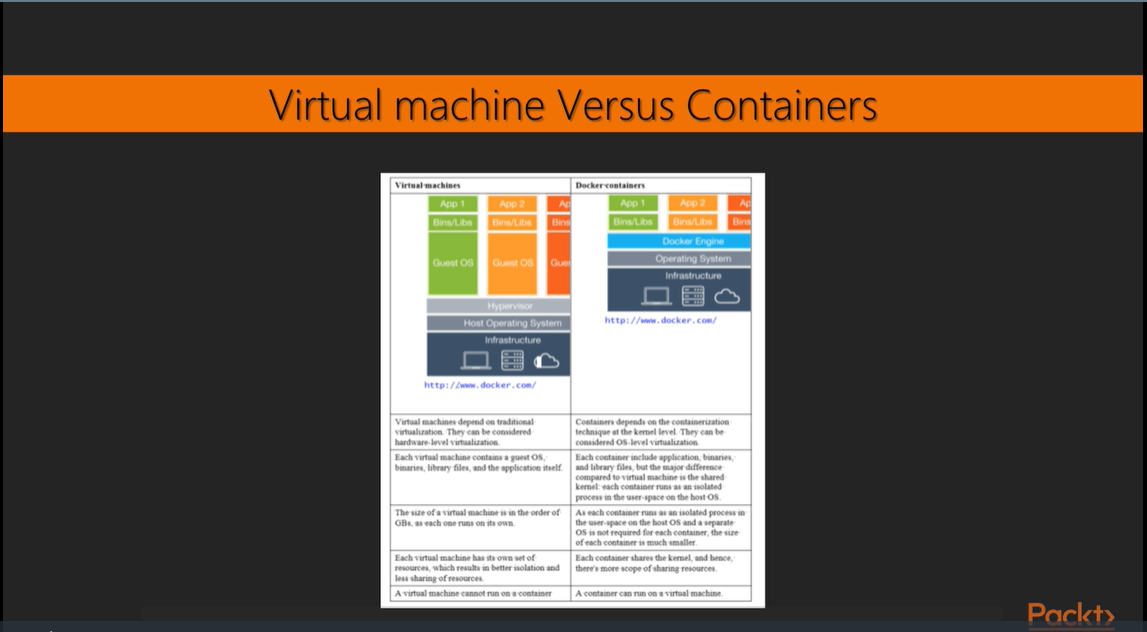 Virtual machine Versus Containers
Virtual machines
Docker containers
App 1
App 2
Ap
Bins/Libs
Bins/Libs
Bins
Guest OS
Guest OS
Gues
Hypervisor
Host Operating System
Infrastructure
http://www.docker.com/
App 1
App 2
Ap
Bins/Libs
Bins/Libs
Bins
Docker Engine
Operating System
Infrastructure
http://www.docker.com/
Virtual machines depend on traditional
virtualization. They can be considered
hardware-level virtualization.
Containers depends on the containerization
technique at the kernel level. They can be
considered OS-level virtualization.
Each virtual machine contains a guest OS,
binaries, library files, and the application itself.
Each container include application, binaries,
and library files, but the major difference
compared to virtual machine is the shared
kernel: each container runs as an isolated
process in the user-space on the host OS.
The size of a virtual machine is in the order of
GBs, as each one runs on its own.
As each container runs as an isolated process in
the user-space on the host OS and a separate
OS is not required for each container, the size
of each container is much smaller.
Each virtual machine has its own set of
resources, which results in better isolation and
less sharing of resources.
Each container shares the kernel, and hence,
there's more scope of sharing resources.
A virtual machine cannot run on a container
A container can run on a virtual machine.
Packt>